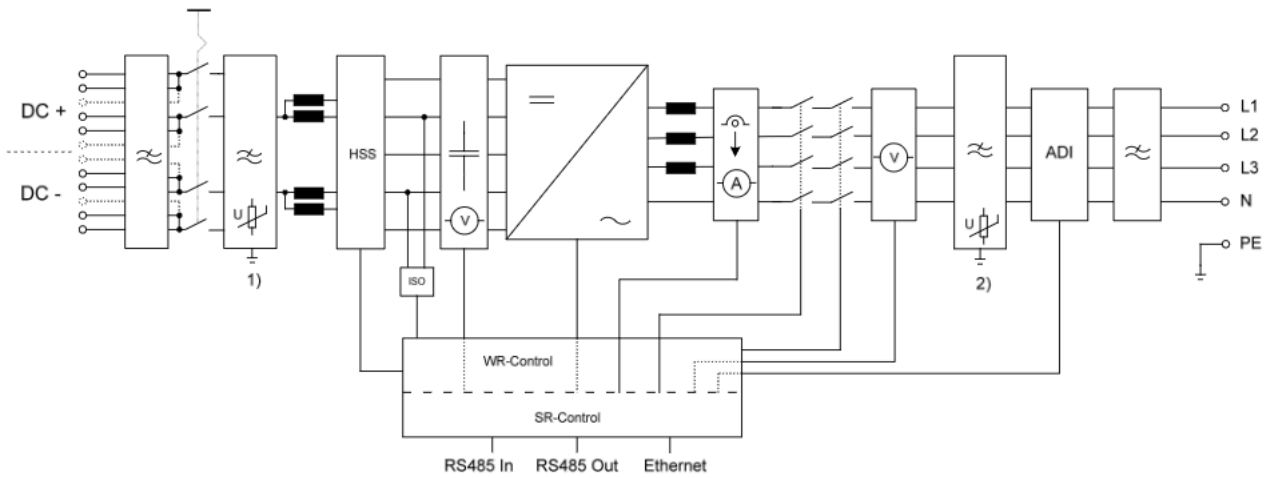 DC +
DC -
U
1)
HSS
ISO
V
A
V
U
2)
ADI
L1
L2
L3
N
PE
WR-Control
SR-Control
RS485 In
RS485 Out
Ethernet